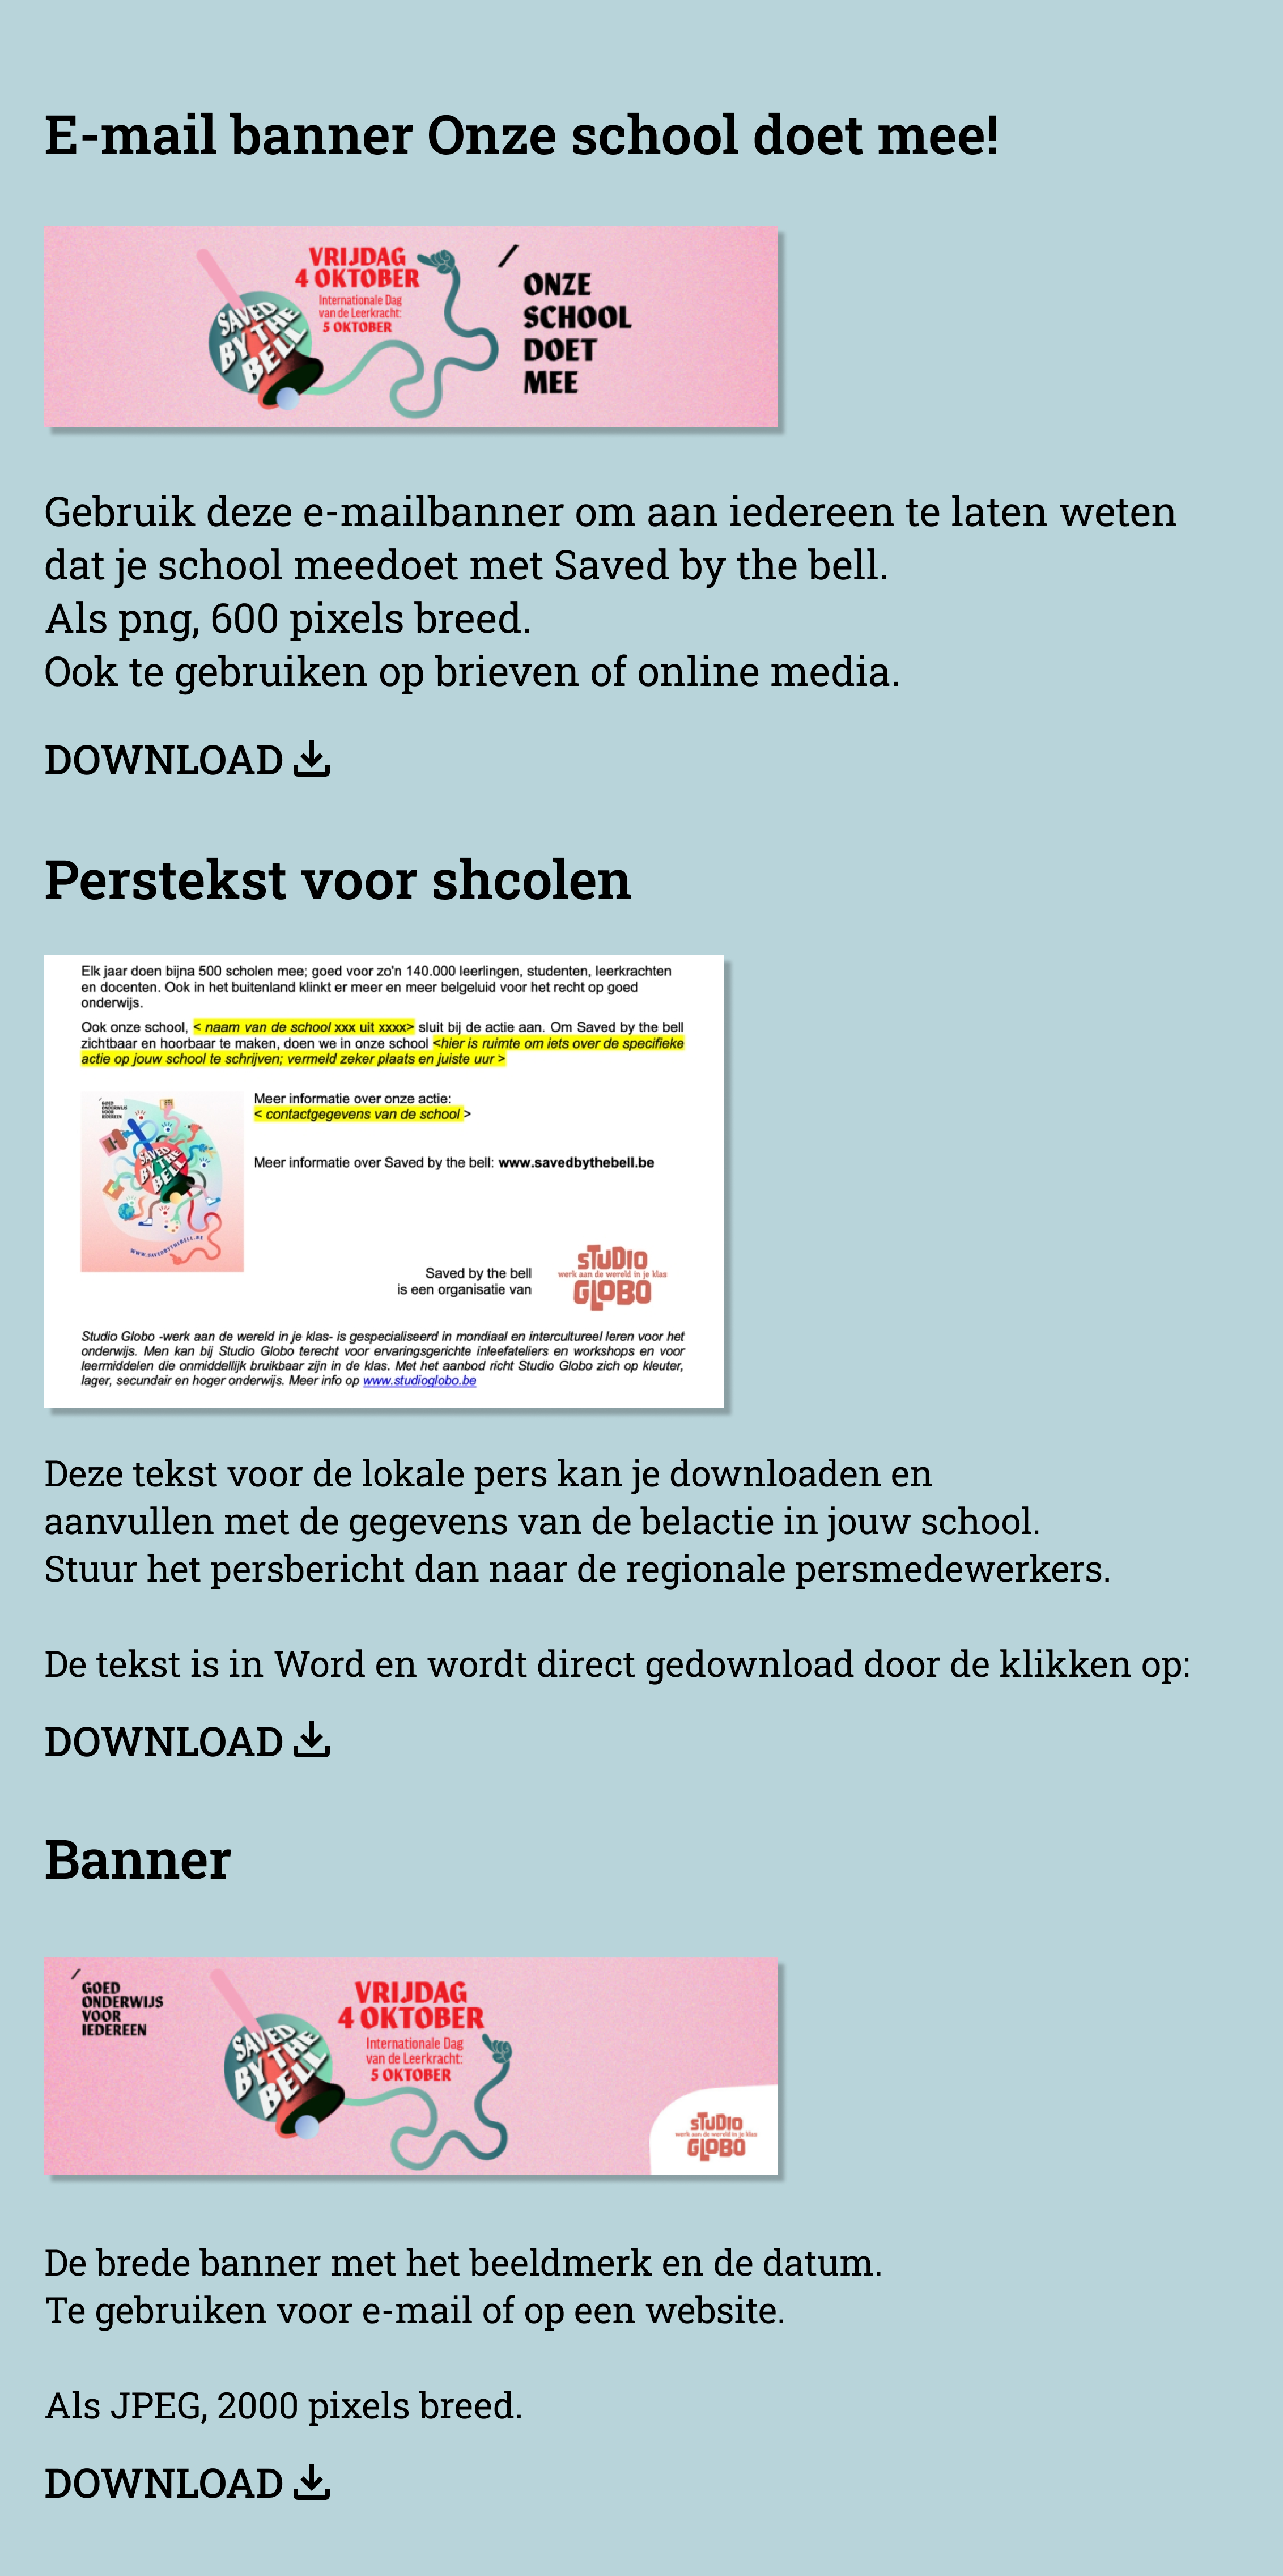 E-mail banner Onze school doet mee!
VRIJDAG
4 OKTOBER
Internationale Dag
van de Leerkracht:
5 OKTOBER
SAVED
BY THE
BELL
ONZE
SCHOOL
DOET
MEE
Gebruik deze e-mailbanner om aan iedereen te laten weten
dat je school meedoet met Saved by the bell.
Als png, 600 pixels breed.
Ook te gebruiken op brieven of online media.
DOWNLOAD
Perstekst voor shcolen
Elk jaar doen bijna 500 scholen mee; goed voor zo'n 140.000 leerlingen, studenten, leerkrachten
en docenten. Ook in het buitenland klinkt er meer en meer belgeluid voor het recht op goed
onderwijs.
Ook onze school, < naam van de school xxx uit xxxx> sluit bij de actie aan. Om Saved by the bell
zichtbaar en hoorbaar te maken, doen we in onze school <hier is ruimte om iets over de specifieke
actie op jouw school te schrijven; vermeld zeker plaats en juiste uur >
GOED
ONDERWIJS
VOOR
IEDEREEN
SAVED
BY THE
BELL
WWW.SAVEDBYTHEBELL.BE
Meer informatie over onze actie:
< contactgegevens van de school >
Meer informatie over Saved by the bell: www.savedbythebell.be
Saved by the bell
is een organisatie van
STUDIO
werk aan de wereld in je klas
GLOBO
Studio Globo -werk aan de wereld in je klas- is gespecialiseerd in mondiaal en intercultureel leren voor het
onderwijs. Men kan bij Studio Globo terecht voor ervaringsgerichte inleefateliers en workshops en voor
leermiddelen die onmiddellijk bruikbaar zijn in de klas. Met het aanbod richt Studio Globo zich op kleuter,
lager, secundair en hoger onderwijs. Meer info op www.studioglobo.be
Deze tekst voor de lokale pers kan je downloaden en
aanvullen met de gegevens van de belactie in jouw school.
Stuur het persbericht dan naar de regionale persmedewerkers.
De tekst is in Word en wordt direct gedownload door de klikken op:
DOWNLOAD
Banner
GOED
ONDERWIJS
VOOR
IEDEREEN
VRIJDAG
4 OKTOBER
Internationale Dag
van de Leerkracht:
5 OKTOBER
SAVED
BY THE
BELL
STUDIO
werk aan de wereld in je klas
GLOBO
De brede banner met het beeldmerk en de datum.
Te gebruiken voor e-mail of op een website.
Als JPEG, 2000 pixels breed.
DOWNLOAD